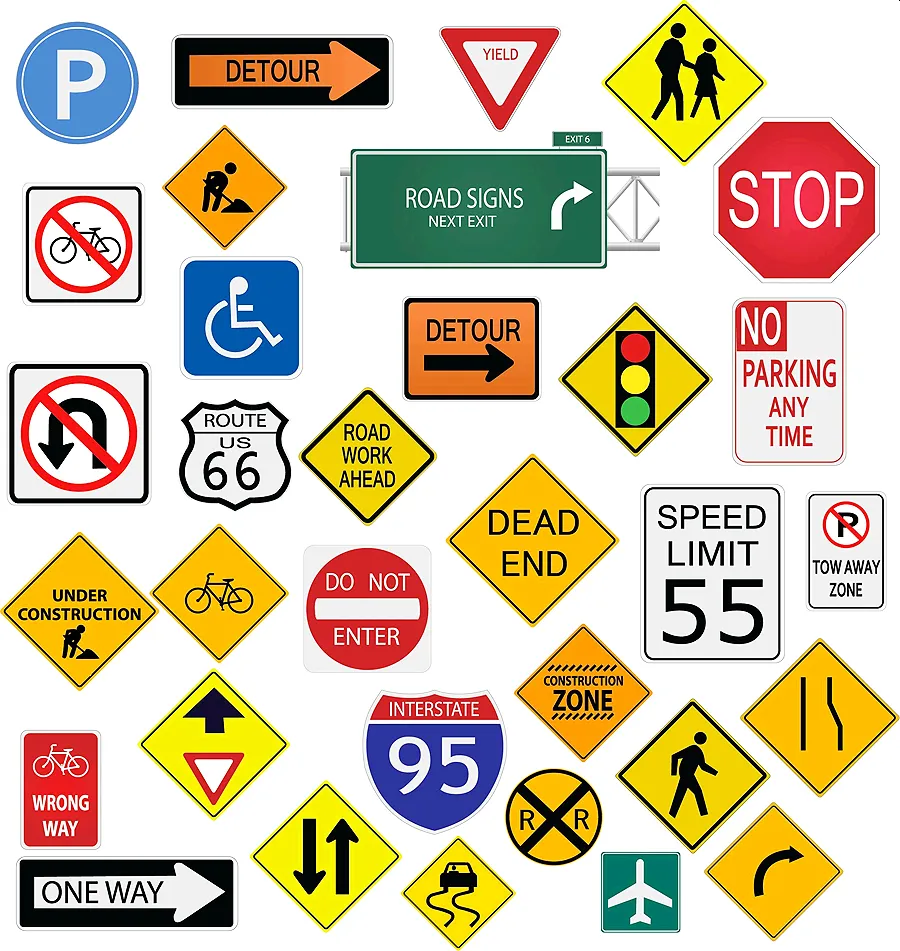 P
DETOUR
YIELD
EXIT 6
ROAD SIGNS
NEXT EXIT
STOP
DETOUR
NO
PARKING
ANY
TIME
ROUTE
US
66
ROAD
WORK
AHEAD
DEAD
END
SPEED
LIMIT
55
P
TOW AWAY
ZONE
UNDER
CONSTRUCTION
DO NOT
ENTER
CONSTRUCTION
ZONE
INTERSTATE
95
WRONG
WAY
R R
ONE WAY